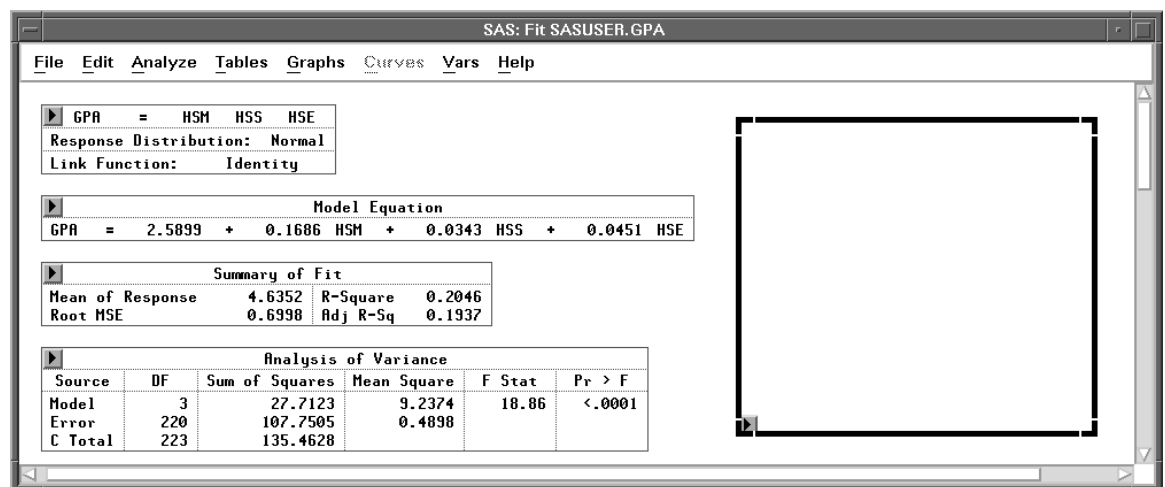 SAS: Fit SASUSER.GPA
File Edit Analyze Tables Graphs Curves Vars Help
GPA = HSM HSS HSE
Response Distribution: Normal
Link Function: Identity
Model Equation
GPA = 2.5899 + 0.1686 HSM + 0.0343 HSS + 0.0451 HSE
Summary of Fit
Mean of Response 4.6352 R-Square 0.2046
Root MSE 0.6998 Adj R-Sq 0.1937
Analysis of Variance
Source DF Sum of Squares Mean Square F Stat Pr > F
Model 3 27.7123 9.2374 18.86 <.0001
Error 220 107.7505 0.4898
C Total 223 135.4628